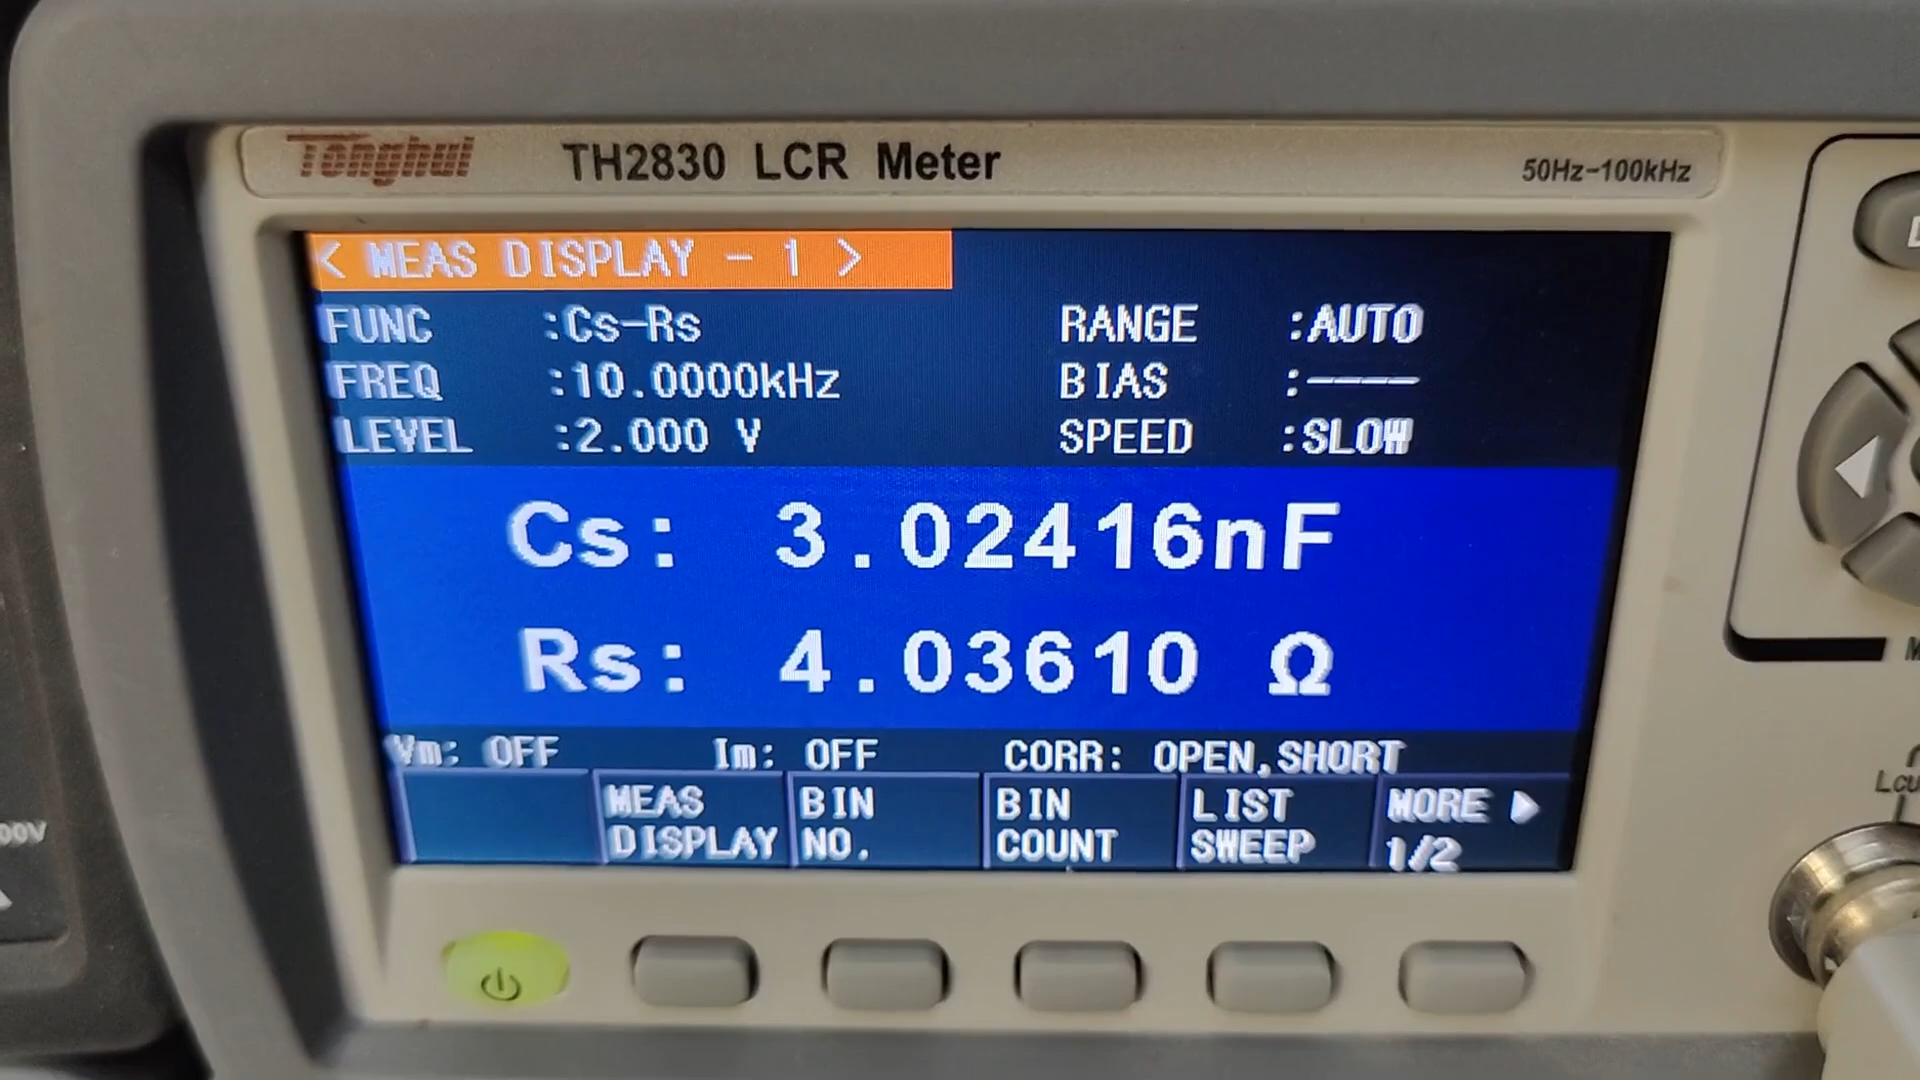 Tonghui TH2830 LCR Meter 50Hz-100kHz
< MEAS DISPLAY - 1 >
FUNC :Cs-Rs RANGE :AUTO
FREQ :10.0000kHz BIAS :----
LEVEL :2.000 V SPEED :SLOW
Cs: 3.02416nF
Rs: 4.03610 Ω
Vm: OFF Im: OFF CORR: OPEN,SHORT
MEAS DISPLAY
BIN NO.
BIN COUNT
LIST SWEEP
MORE ▶ 1/2